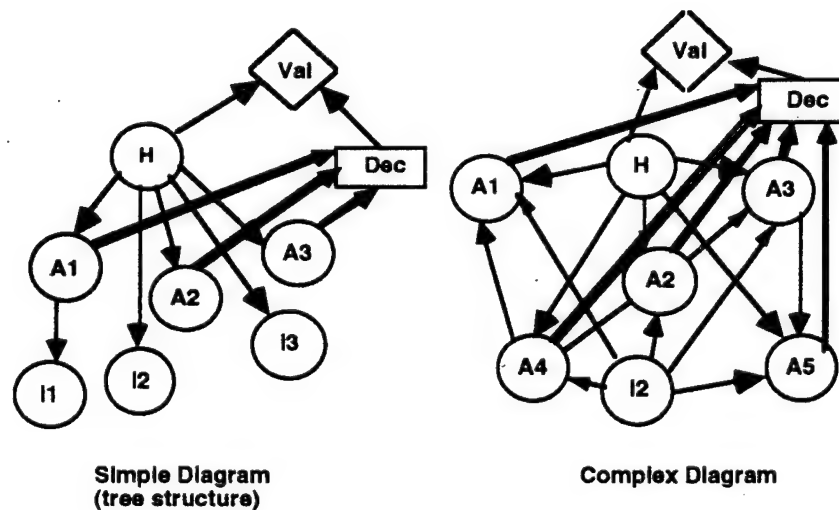 Val
H
Dec
A1
A2
A3
I1
I2
I3
Simple Diagram
(tree structure)
Val
Dec
H
A1
A3
A2
A4
I2
A5
Complex Diagram